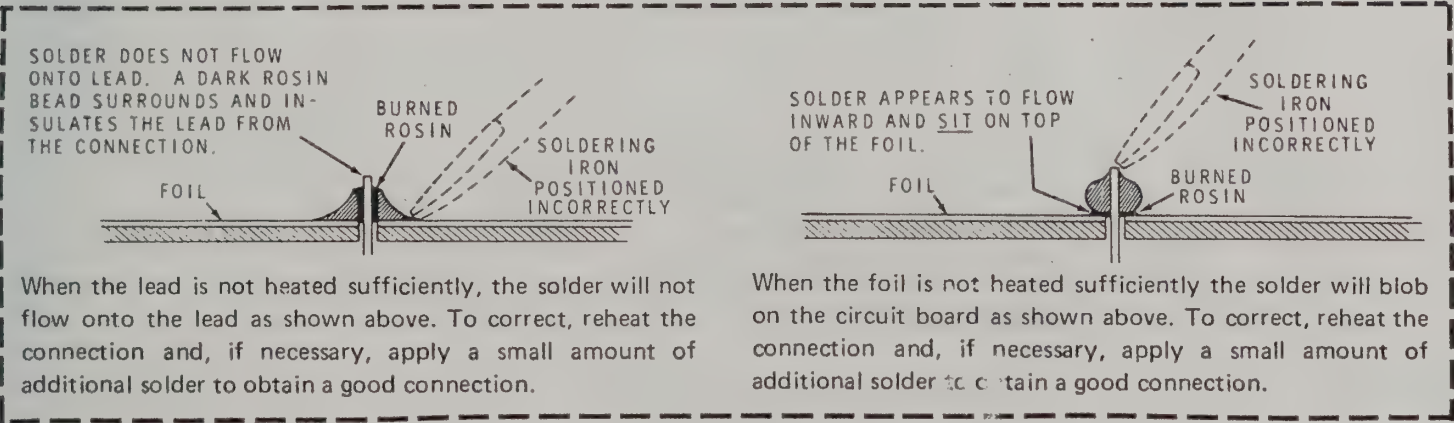 SOLDER DOES NOT FLOW
ONTO LEAD. A DARK ROSIN
BEAD SURROUNDS AND IN-
SULATES THE LEAD FROM
THE CONNECTION.
BURNED
ROSIN
SOLDERING
IRON
POSITIONED
INCORRECTLY
FOIL
When the lead is not heated sufficiently, the solder will not
flow onto the lead as shown above. To correct, reheat the
connection and, if necessary, apply a small amount of
additional solder to obtain a good connection.
SOLDER APPEARS TO FLOW
INWARD AND SIT ON TOP
OF THE FOIL.
SOLDERING
IRON
POSITIONED
INCORRECTLY
FOIL
BURNED
ROSIN
When the foil is not heated sufficiently the solder will blob
on the circuit board as shown above. To correct, reheat the
connection and, if necessary, apply a small amount of
additional solder a good connection.